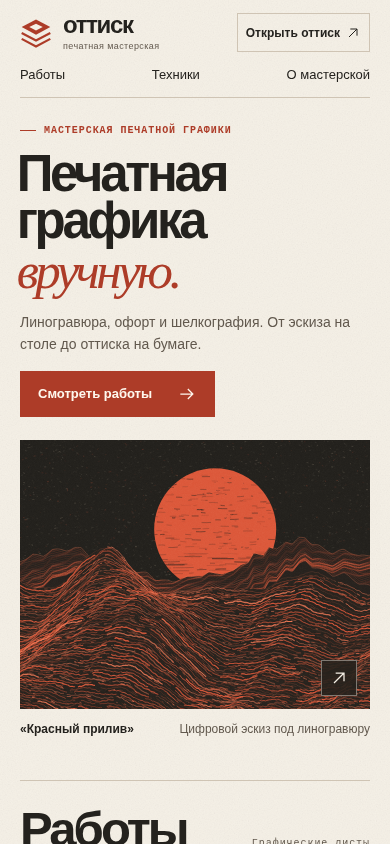 оттиск
печатная мастерская
Открыть оттиск
Работы
Техники
О мастерской
МАСТЕРСКАЯ ПЕЧАТНОЙ ГРАФИКИ
Печатная
графика
вручную.
Линогравюра, офорт и шелкография. От эскиза на
столе до оттиска на бумаге.
Смотреть работы
«Красный прилив»
Цифровой эскиз под линогравюру
Работы
Графические листы